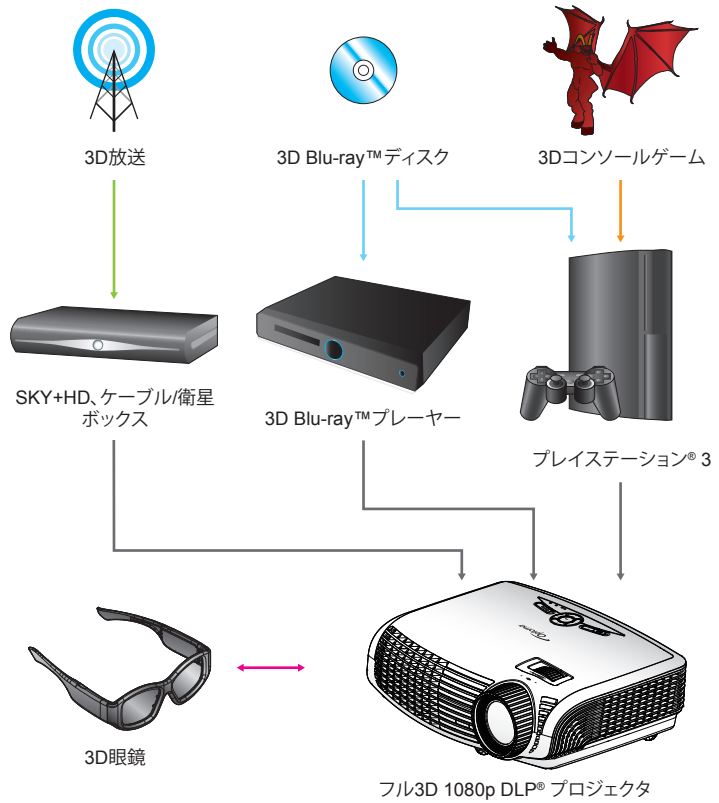 3D放送
3D Blu-ray™ディスク
3Dコンソールゲーム
SKY+HD、ケーブル/衛星
ボックス
3D Blu-ray™プレーヤー
プレイステーション® 3
Optoma
3D眼鏡
フル3D 1080p DLP® プロジェクタ